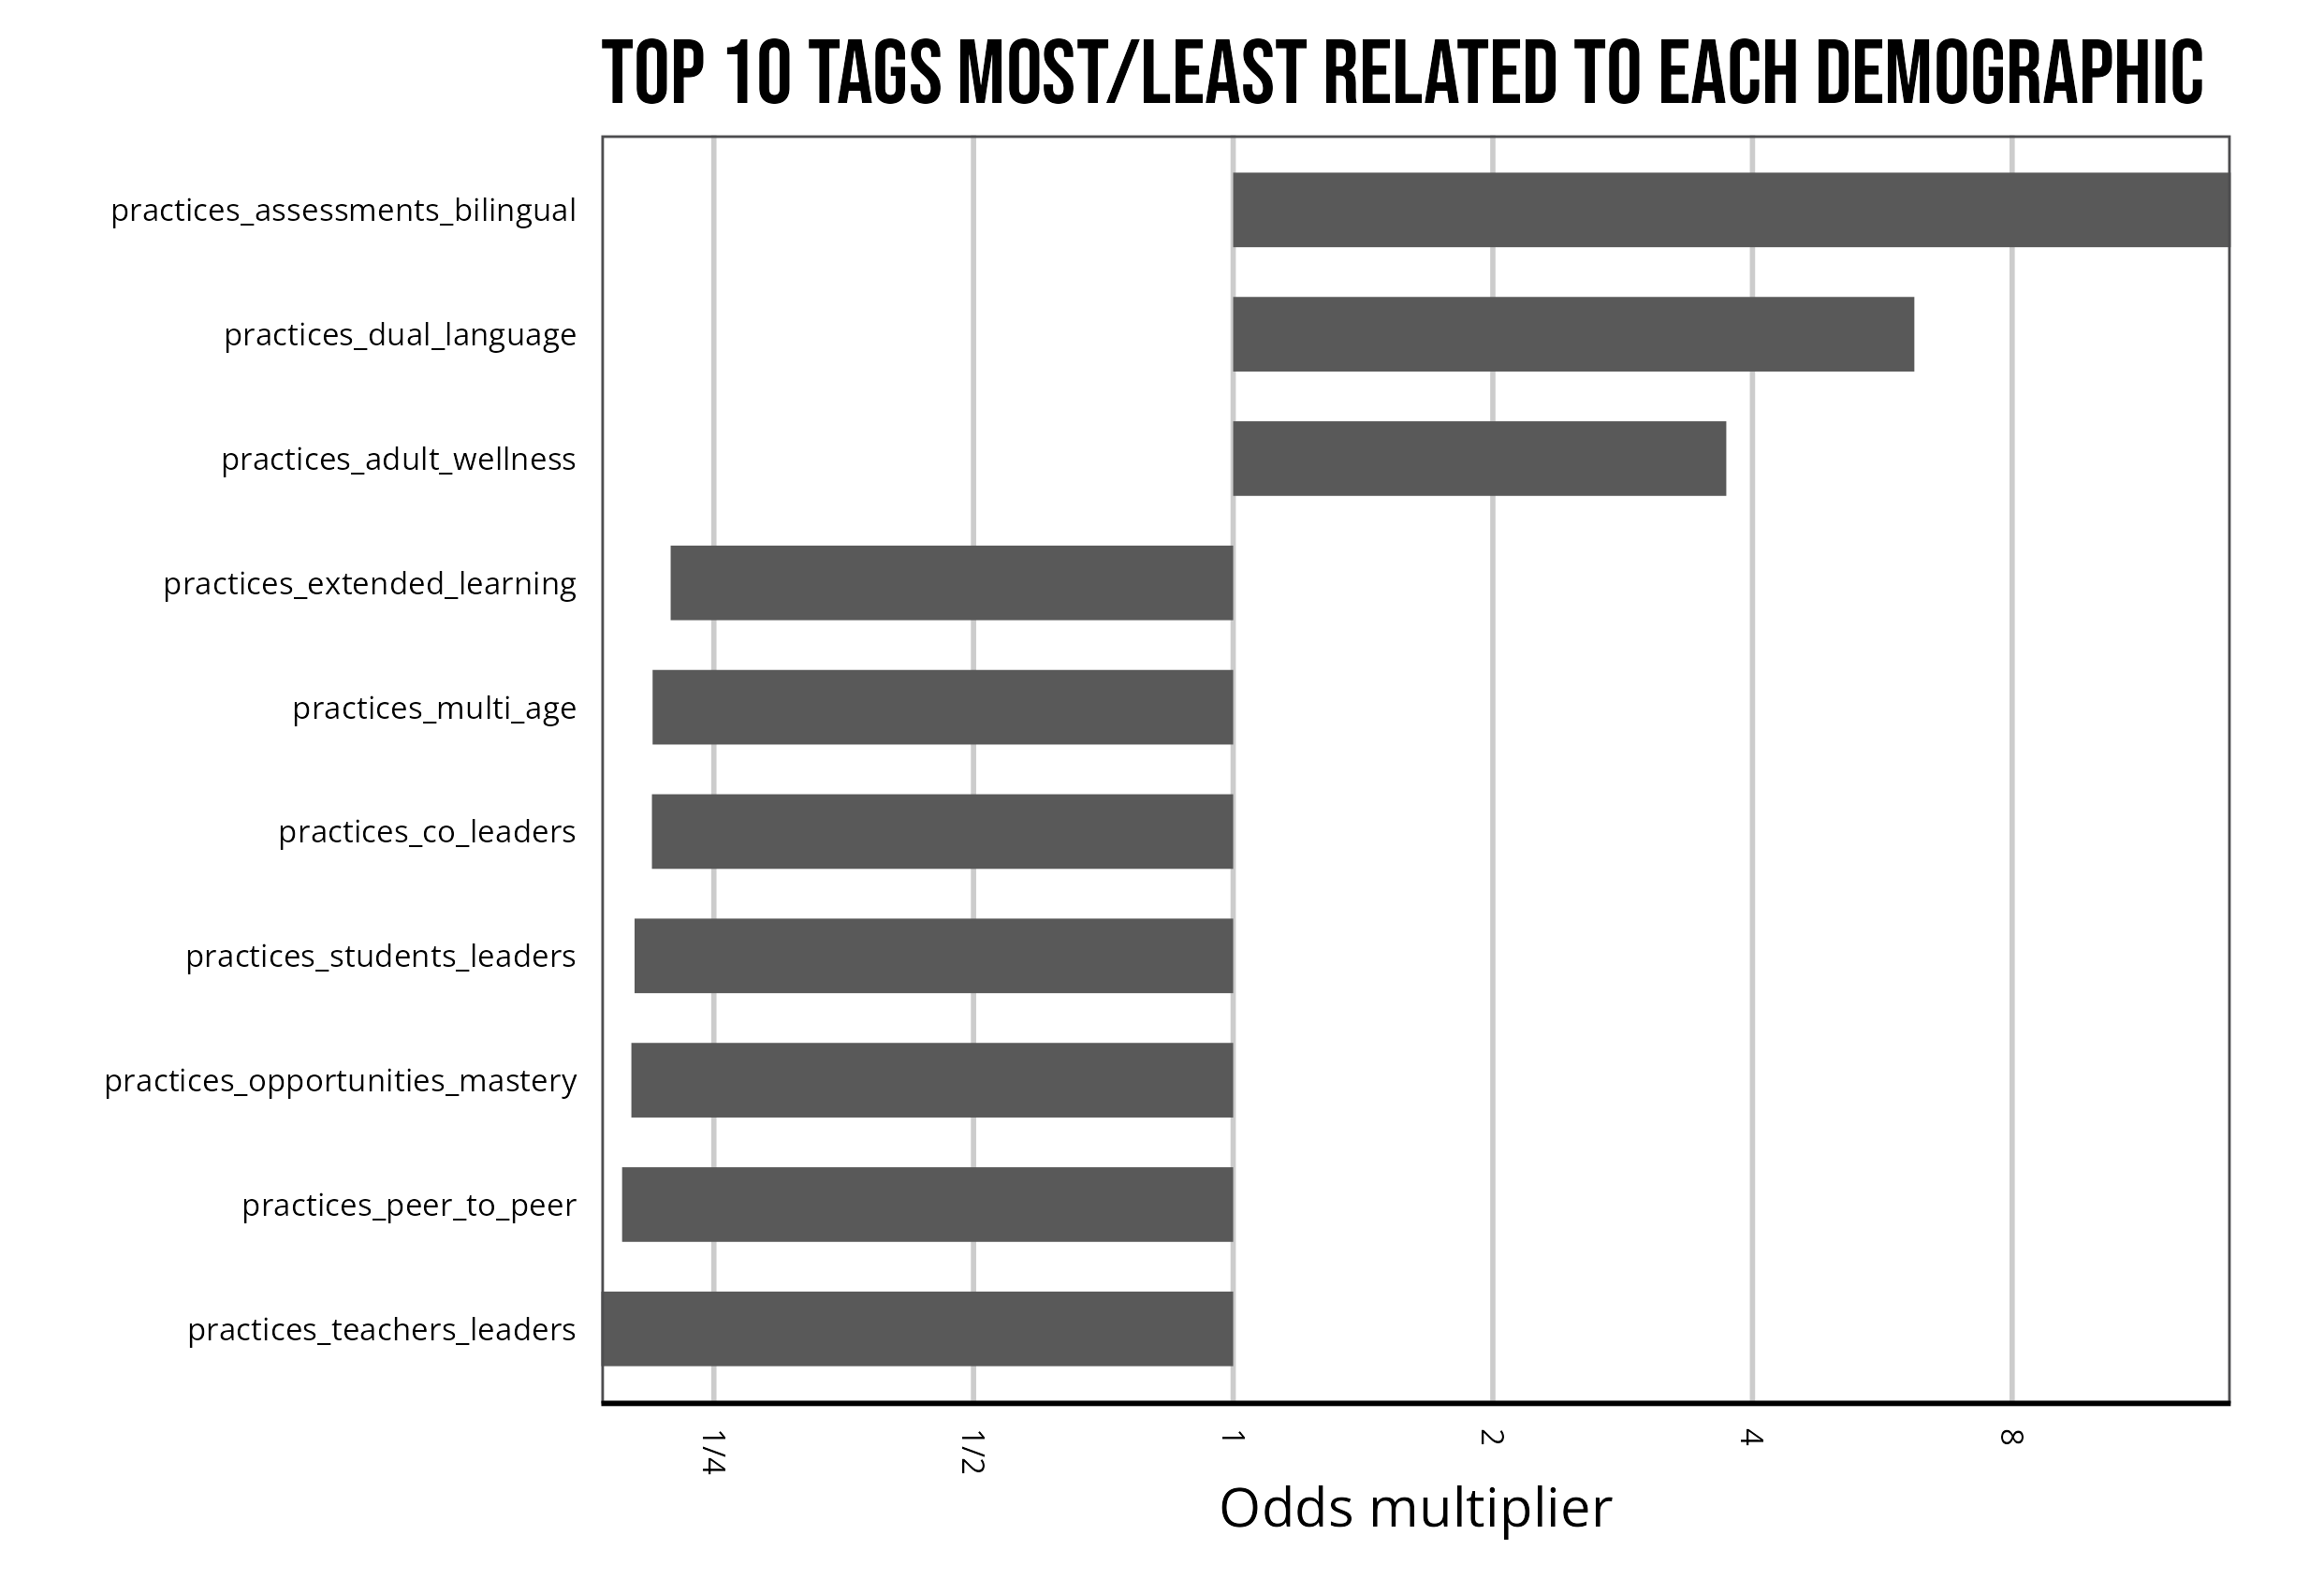 TOP 10 TAGS MOST/LEAST RELATED TO EACH DEMOGRAPHIC
practices_assessments_bilingual
practices_dual_language
practices_adult_wellness
practices_extended_learning
practices_multi_age
practices_co_leaders
practices_students_leaders
practices_opportunities_mastery
practices_peer_to_peer
practices_teachers_leaders
1/4 1/2 1 2 4 8
Odds multiplier